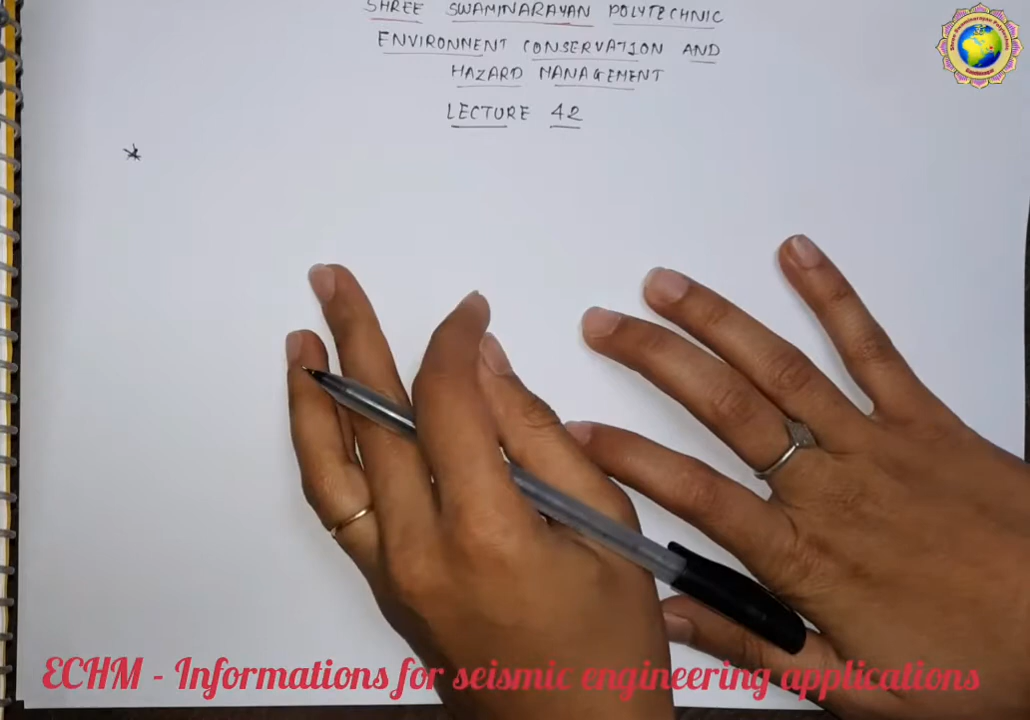 SHREE SWAMINARAYAN POLYTECHNIC
ENVIRONMENT CONSERVATION AND
HAZARD MANAGEMENT
LECTURE 42
*
ECHM - Informations for seismic engineering applications